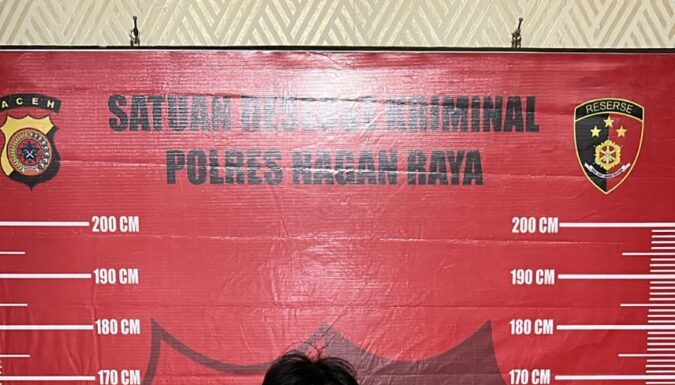 ACEH
SATUAN RESERSE KRIMINAL
POLRES NAGAN RAYA
RESERSE
200 CM 200 CM
190 CM 190 CM
180 CM 180 CM
170 CM 170 CM